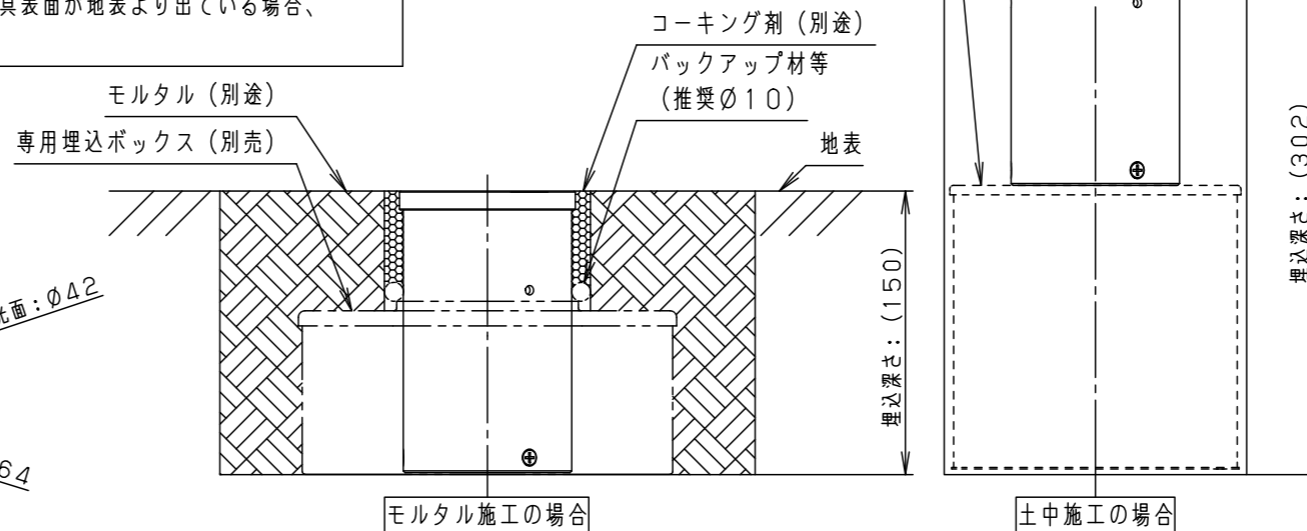 具表面が地表より出ている場合、
コーキング剤(別途)
バックアップ材等
(推奨Ø10)
モルタル(別途)
専用埋込ボックス(別売)
地表
光面:Ø42
64
埋込深さ:(150)
埋込深さ:(302)
モルタル施工の場合
土中施工の場合